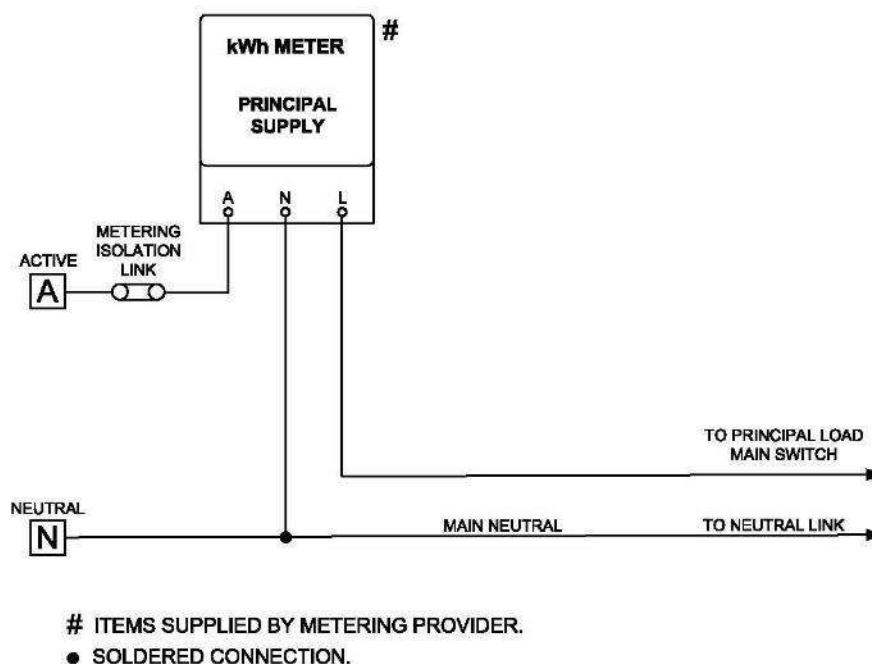 kWh METER
#
PRINCIPAL
SUPPLY
A N L
METERING
ISOLATION
LINK
ACTIVE
A
TO PRINCIPAL LOAD
MAIN SWITCH
NEUTRAL
N
MAIN NEUTRAL
TO NEUTRAL LINK
# ITEMS SUPPLIED BY METERING PROVIDER.
● SOLDERED CONNECTION.